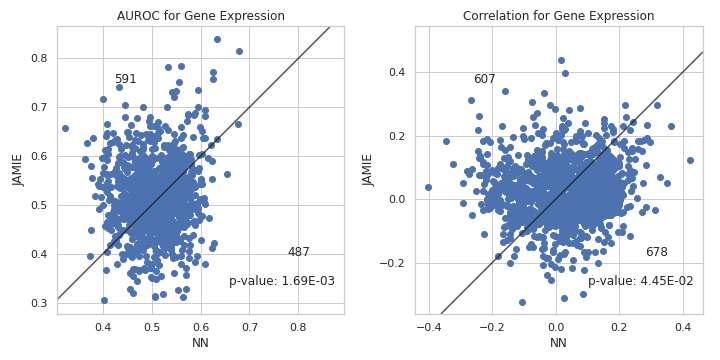 AUROC for Gene Expression
0.8
0.7
0.6
0.5
0.4
0.3
JAMIE
591
487
p-value: 1.69E-03
0.4 0.5 0.6 0.7 0.8
NN
Correlation for Gene Expression
0.4
0.2
0.0
−0.2
JAMIE
607
678
p-value: 4.45E-02
−0.4 −0.2 0.0 0.2 0.4
NN